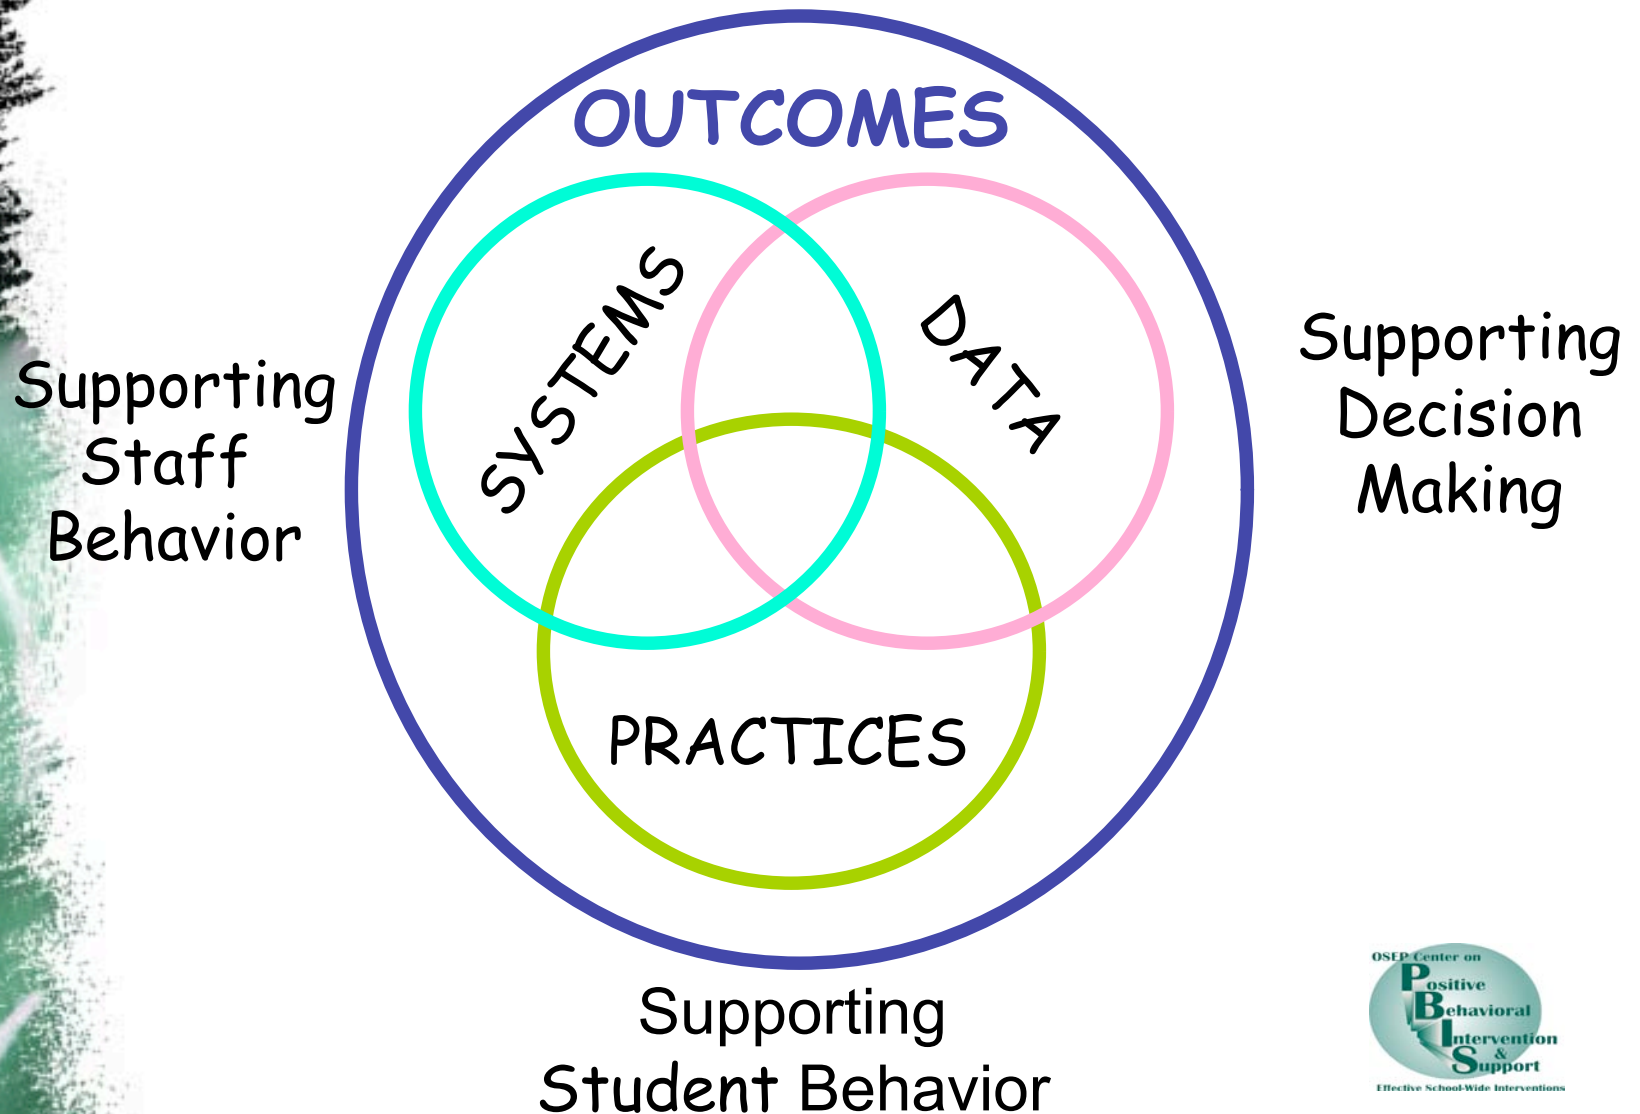 OUTCOMES
SYSTEMS
DATA
PRACTICES
Supporting
Staff
Behavior
Supporting
Decision
Making
Supporting
Student Behavior
OSEP Center on
Positive
Behavioral
Intervention
&
Support
Effective School-Wide Interventions